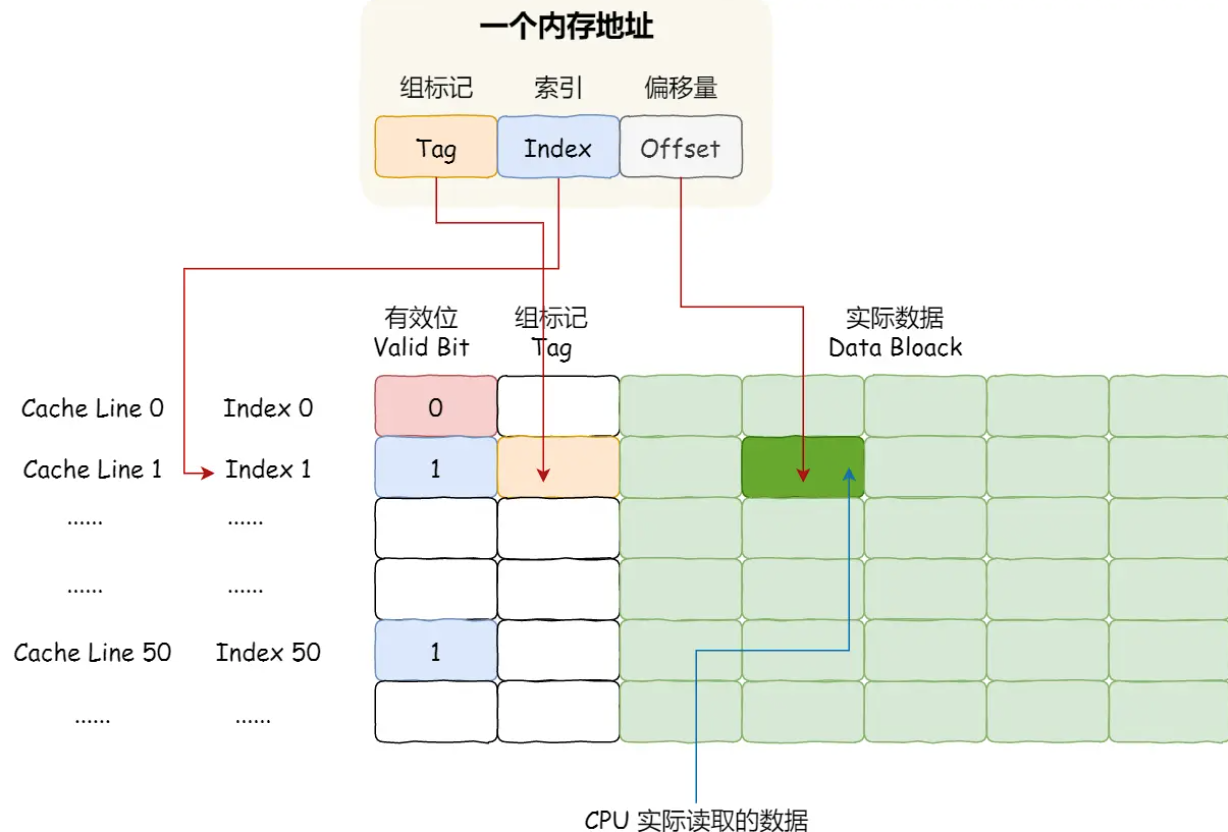 一个内存地址
组标记 索引 偏移量
Tag Index Offset
有效位 组标记 实际数据
Valid Bit Tag Data Bloack
Cache Line 0 Index 0 0
Cache Line 1 Index 1 1
...... ......
...... ......
Cache Line 50 Index 50 1
...... ......
CPU 实际读取的数据